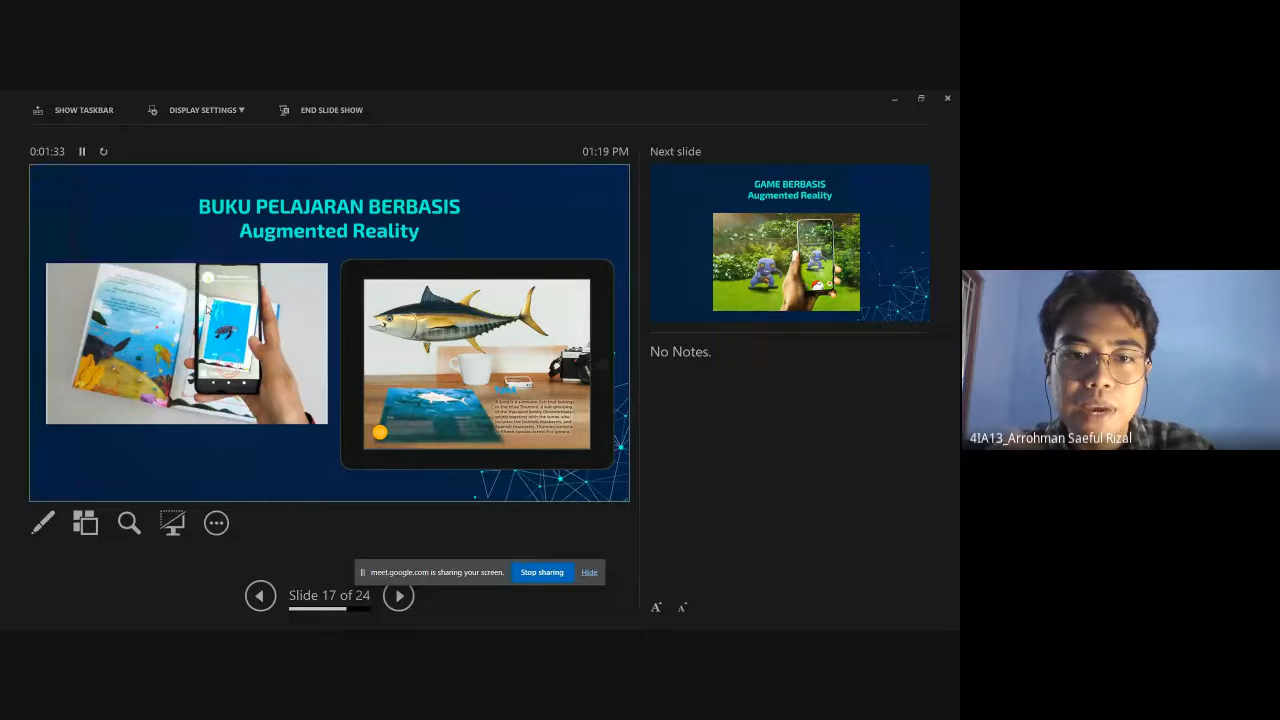 SHOW TASKBAR
DISPLAY SETTINGS ▼
END SLIDE SHOW
0:01:33
01:19 PM
BUKU PELAJARAN BERBASIS
Augmented Reality
Next slide
GAME BERBASIS
Augmented Reality
No Notes.
meet.google.com is sharing your screen.
Stop sharing
Hide
Slide 17 of 24
4IA13_Arrohman Saeful Rizal